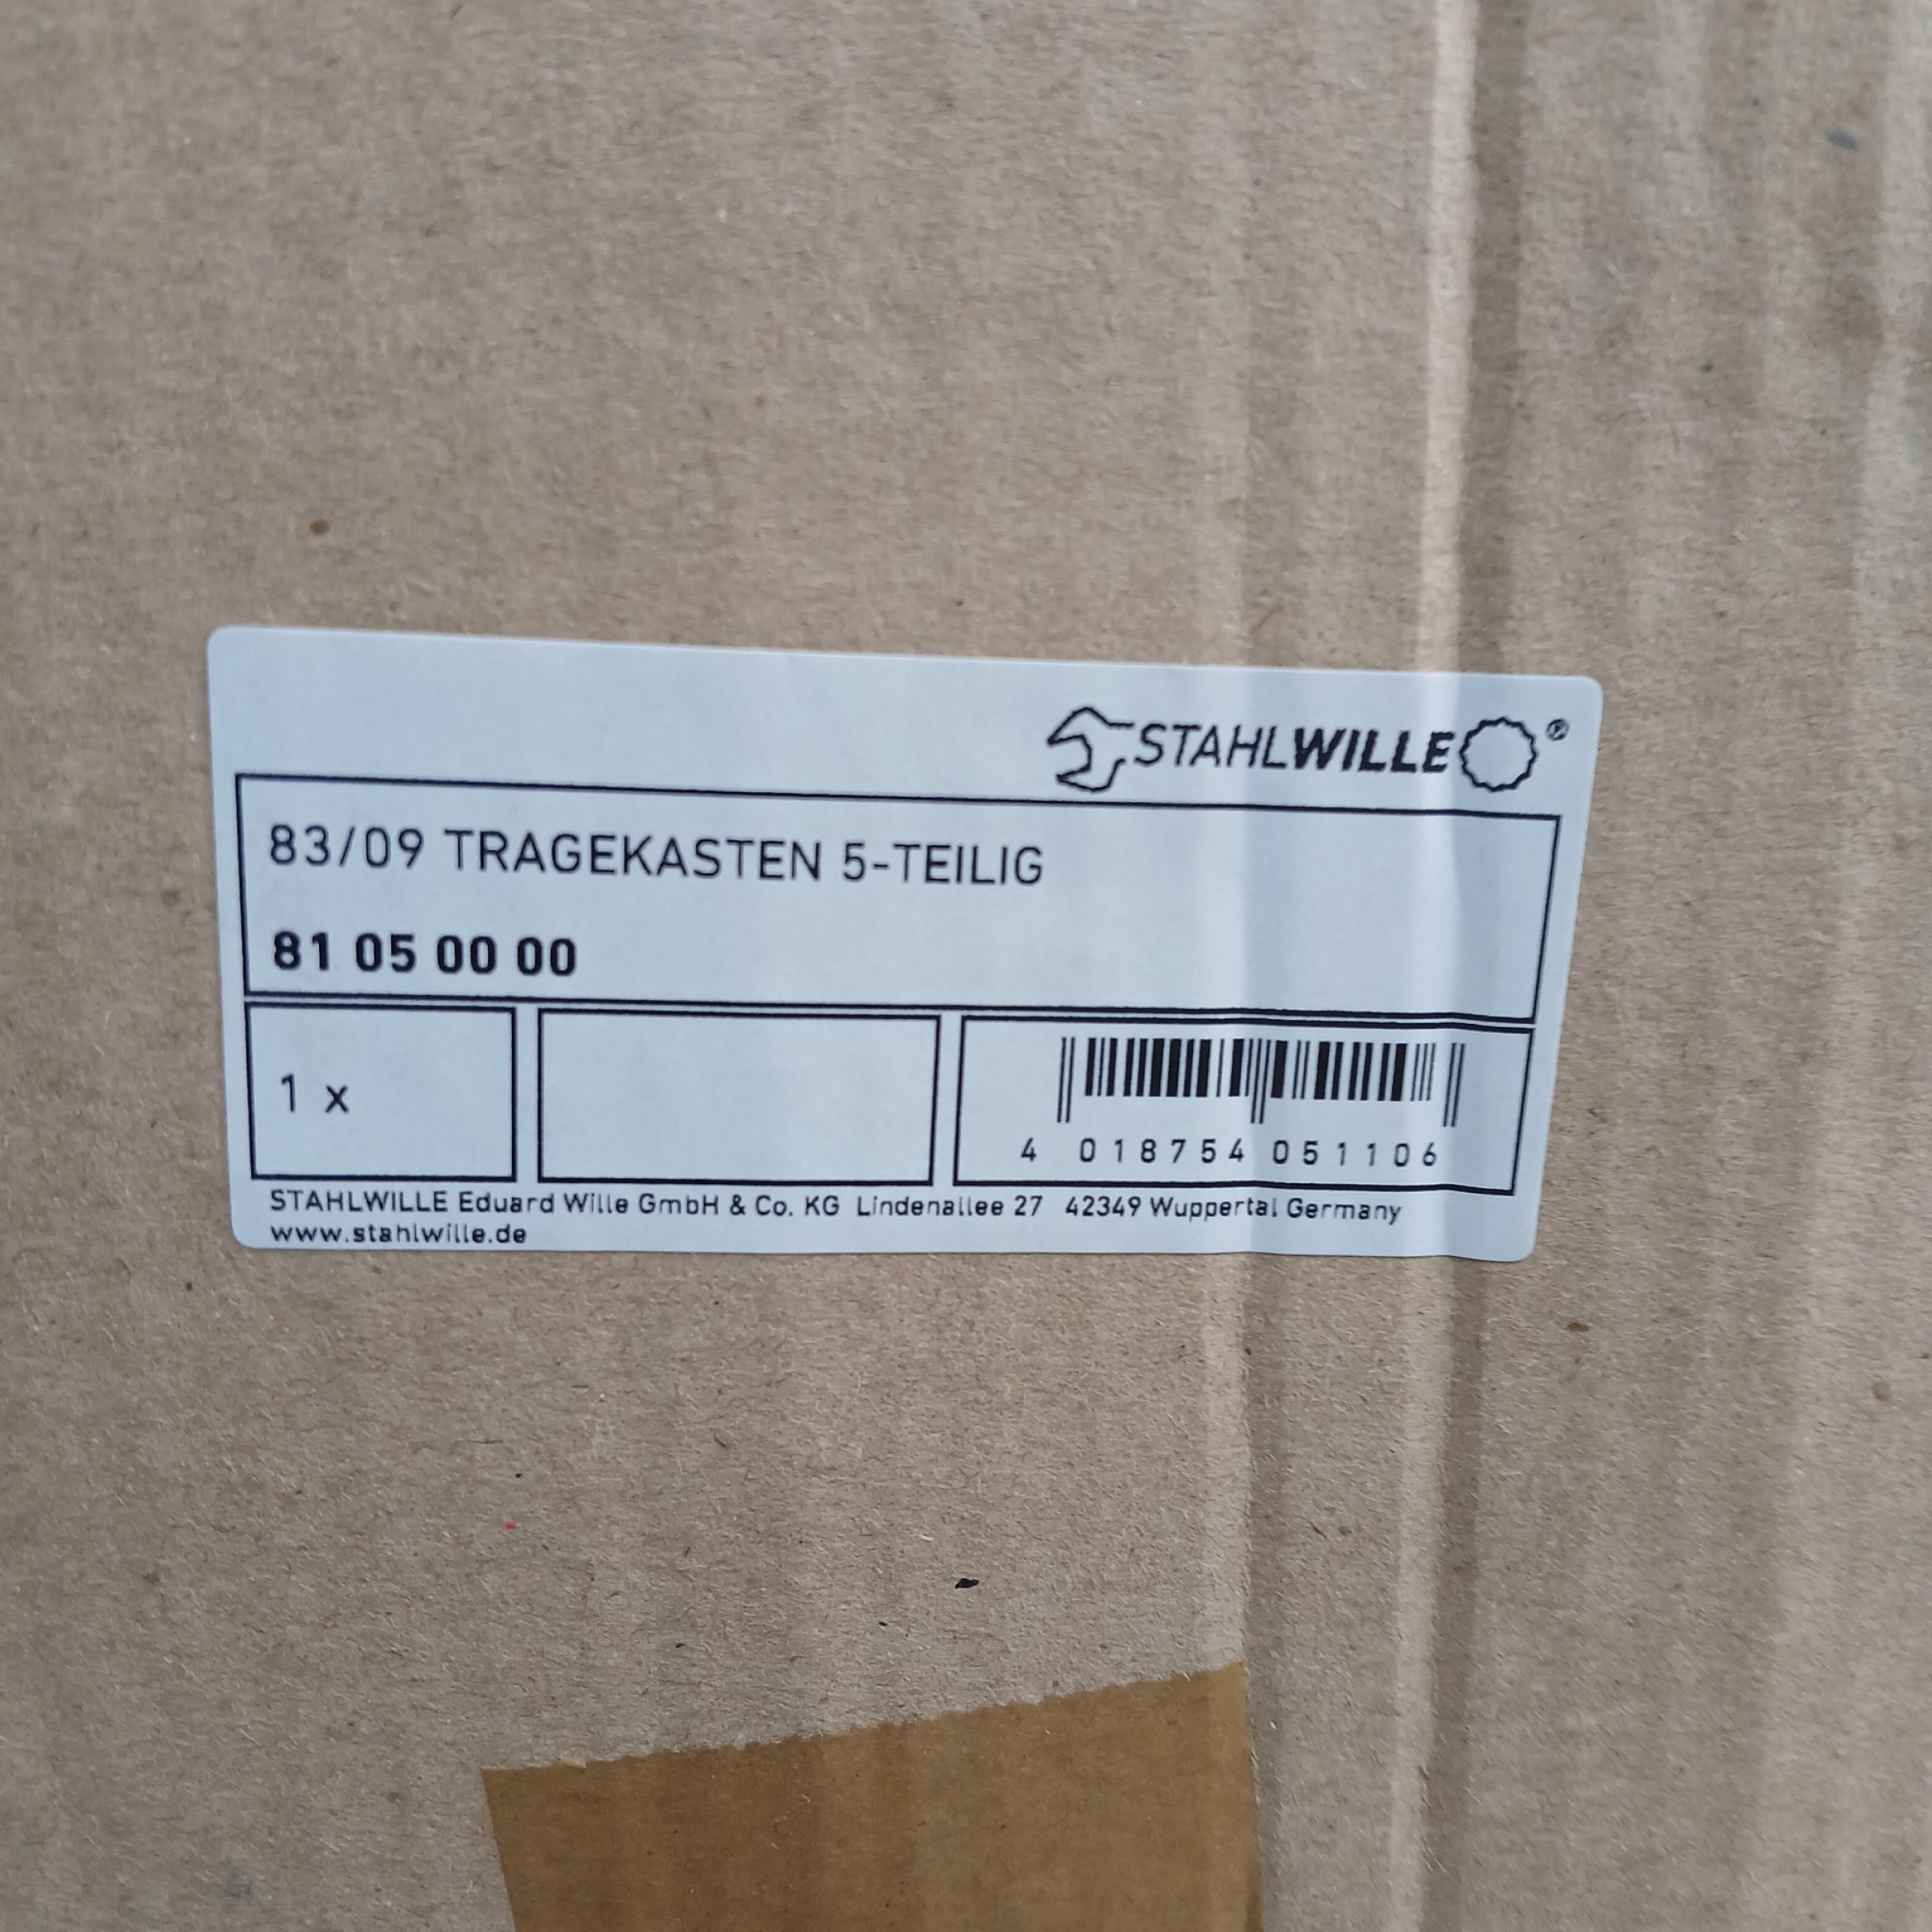 STAHLWILLE®
83/09 TRAGEKASTEN 5-TEILIG
81 05 00 00
1 x
4 018754 051106
STAHLWILLE Eduard Wille GmbH & Co. KG Lindenallee 27 42349 Wuppertal Germany
www.stahlwille.de